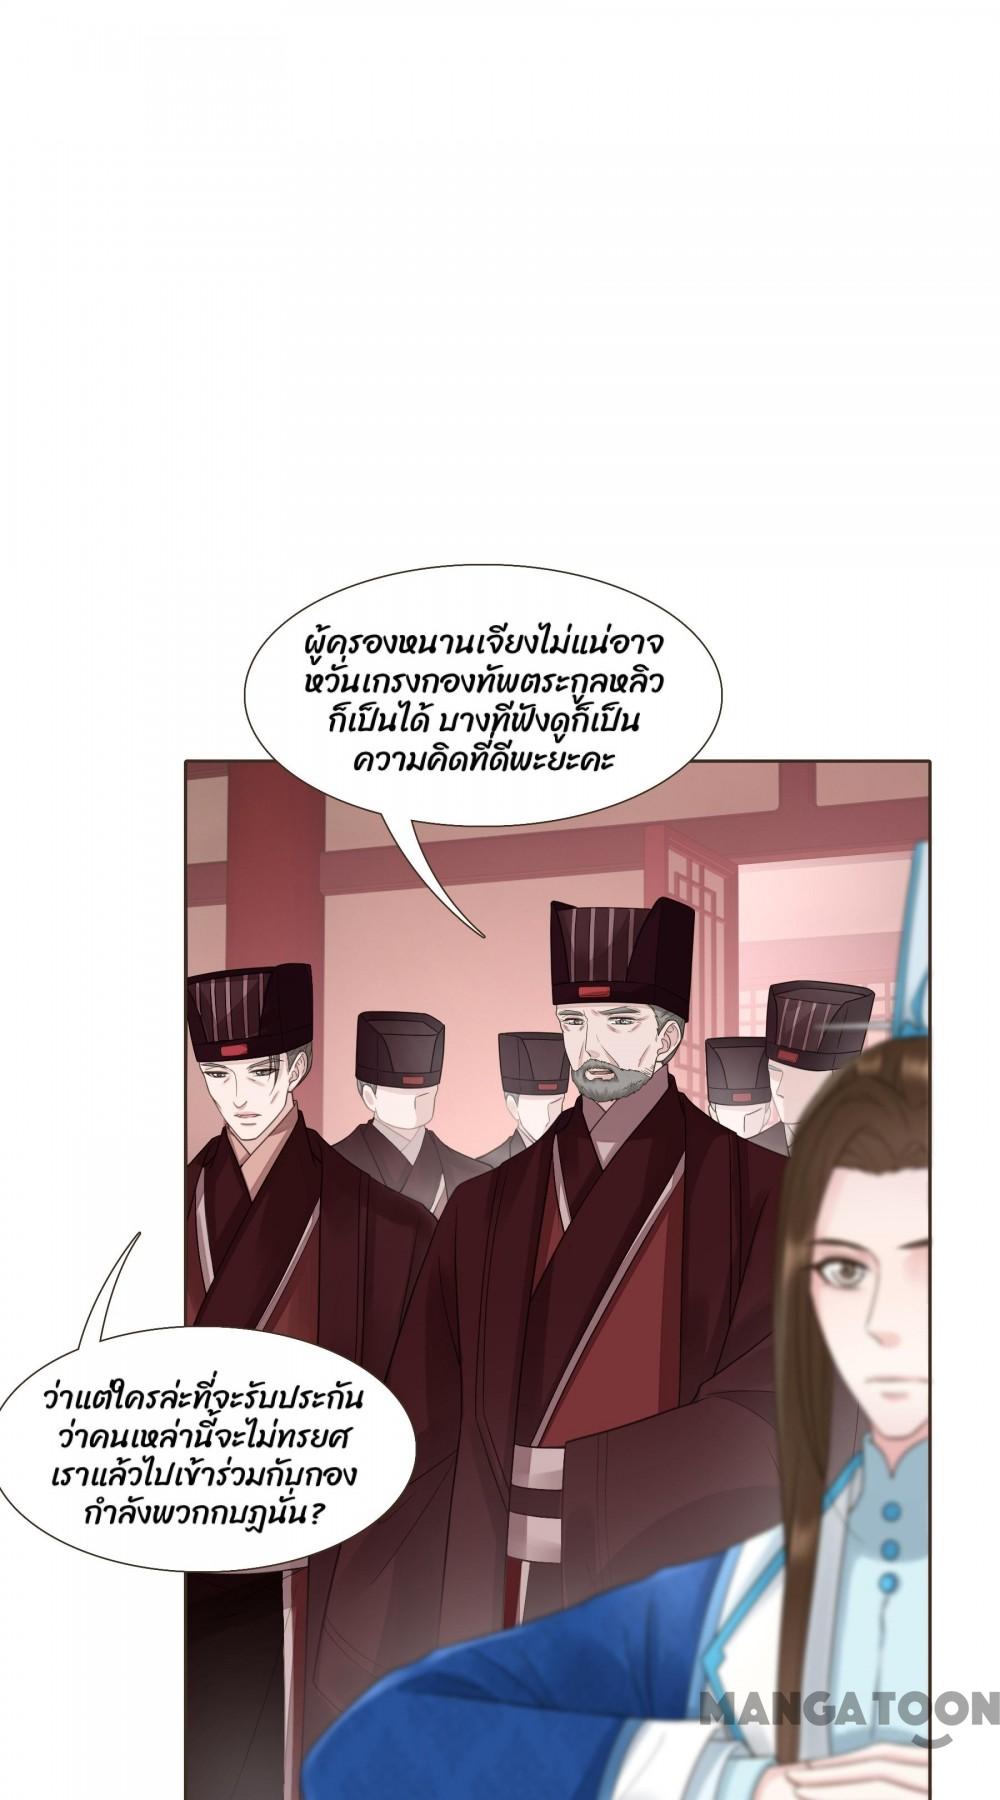 ผู้ครองหนานเจียงไม่แน่อาจ
หวั่นเกรงกองทัพตระกูลหลิว
ก็เป็นได้ บางทีฟังดูก็เป็น
ความคิดที่ดีพะยะคะ
ว่าแต่ใครล่ะที่จะรับประกัน
ว่าคนเหล่านี้จะไม่ทรยศ
เราแล้วไปเข้าร่วมกับกอง
กำลังพวกกบฏนั่น?
MANGATOON